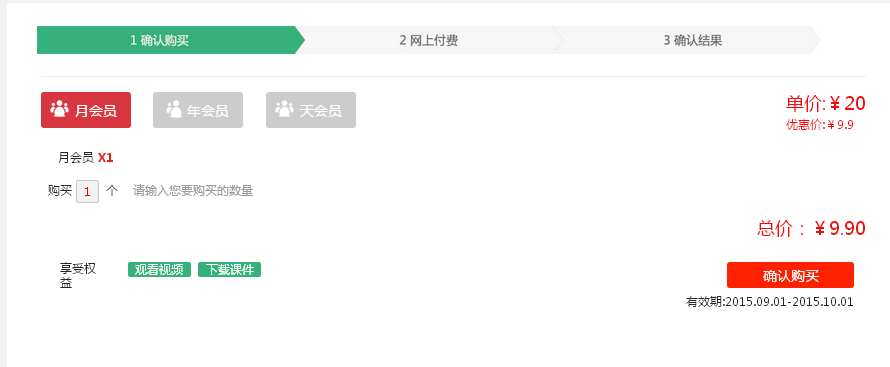 1 确认购买 2 网上付费 3 确认结果
月会员 年会员 天会员
单价:¥20
优惠价:¥9.9
月会员 X1
购买 1 个 请输入您要购买的数量
总价：¥9.90
享受权
益
观看视频 下载课件
确认购买
有效期:2015.09.01-2015.10.01